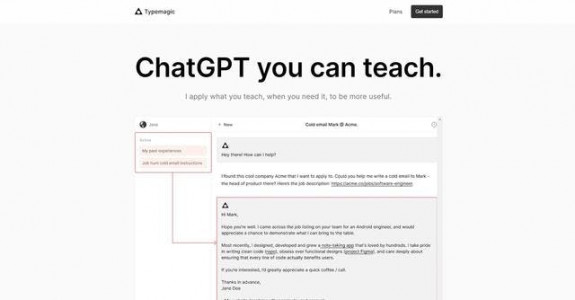 Typemagic
Plans
Get started
ChatGPT you can teach.
I apply what you teach, when you need it, to be more useful.
Jane
New
Cold-email Mark @ Acme.
My past experiences
Job hunt cold email instructions
Hey there! How can I help?
I found this cool company Acme that I want to apply to. Could you help me write a cold email to Mark -
the head of product there? Here's the job description: https://acme.co/jobs/software-engineer.
Hi Mark,
Hope you're well. I came across the job listing on your team for an Android engineer, and would
appreciate a chance to demonstrate what I can bring to the table.
Most recently, I designed, developed and grew a note-taking app that's loved by hundreds. I take pride
in writing clean code (repo), obsess over functional designs (project Figma), and care deeply about
ensuring that every line of code actually benefits users.
If you're interested, I'd greatly appreciate a quick coffee / call.
Thanks in advance,
Jane Doe